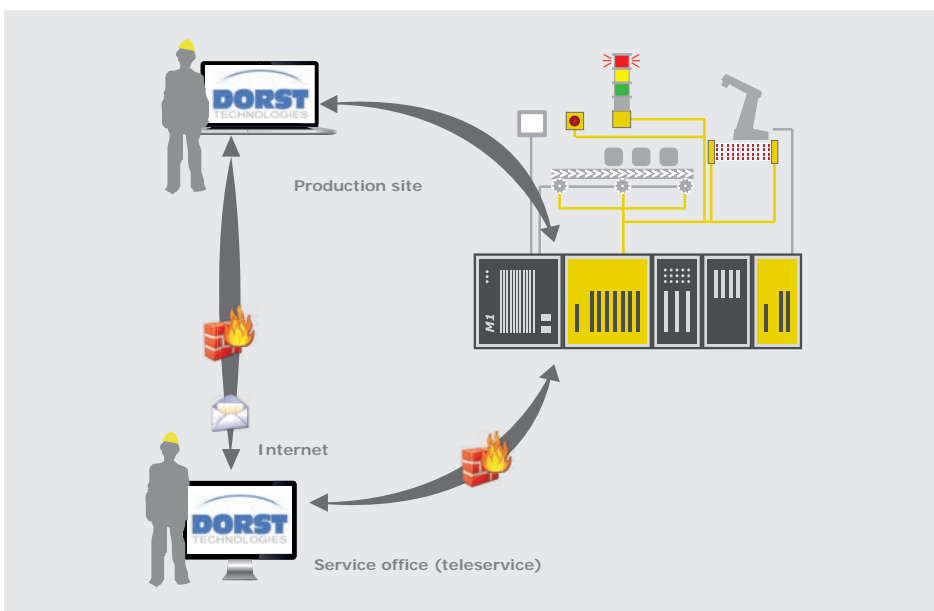 DORST
TECHNOLOGIES
Production site
M1
Internet
DORST
TECHNOLOGIES
Service office (teleservice)